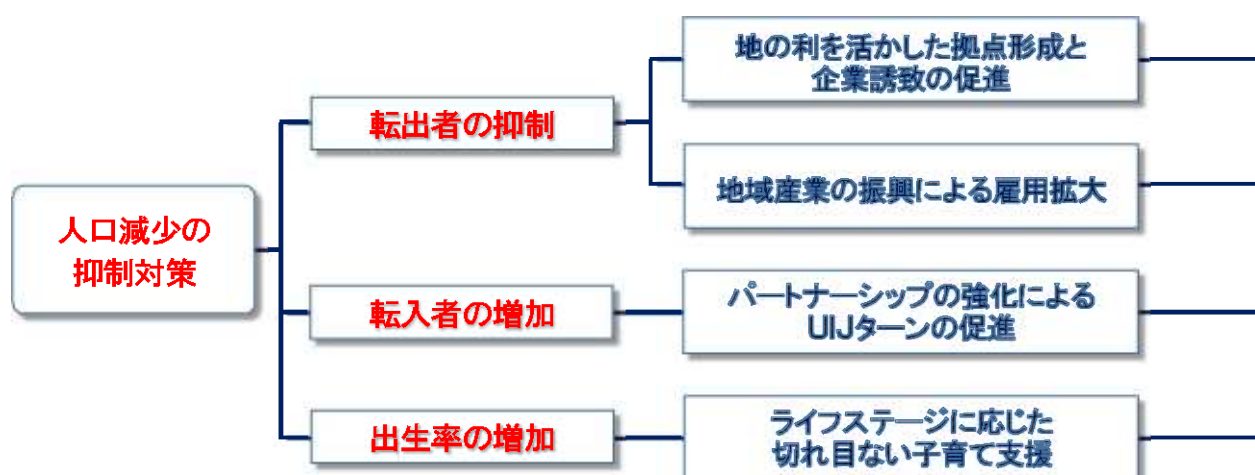 人口減少の
抑制対策
転出者の抑制
地の利を活かした拠点形成と
企業誘致の促進
地域産業の振興による雇用拡大
転入者の増加
パートナーシップの強化による
UIJターンの促進
出生率の増加
ライフステージに応じた
切れ目ない子育て支援